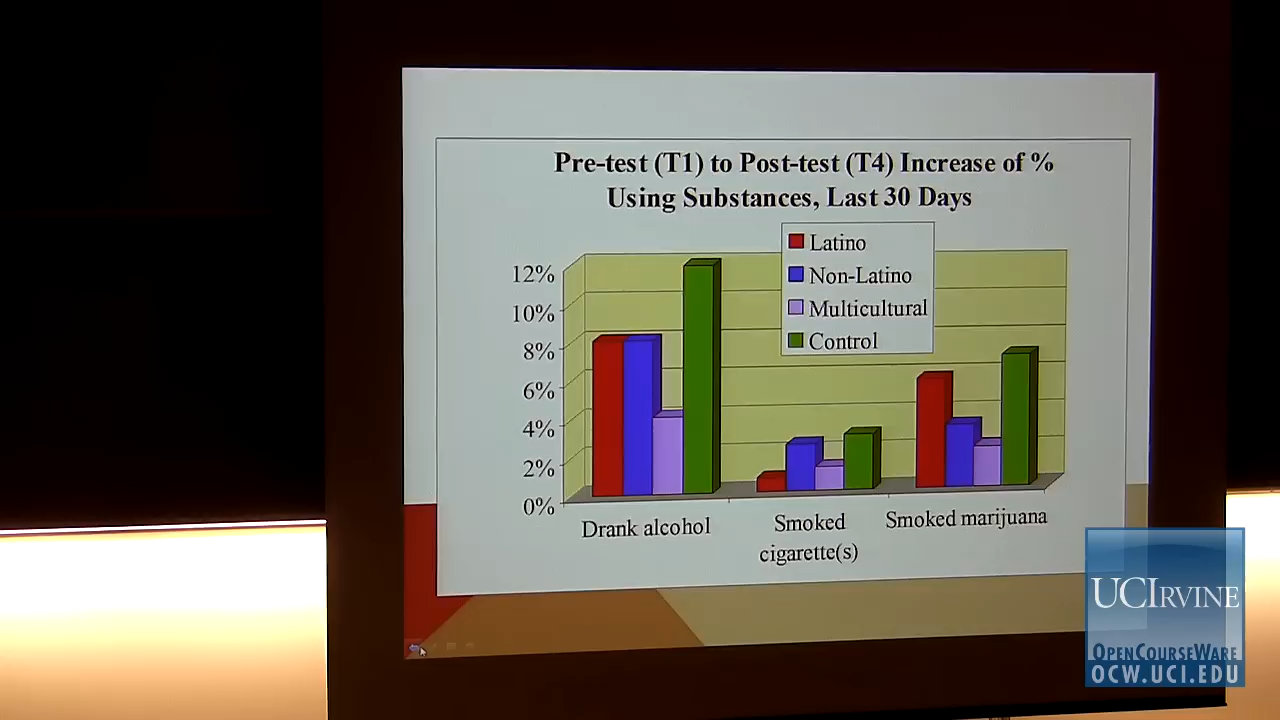 Pre-test (T1) to Post-test (T4) Increase of %
Using Substances, Last 30 Days
Latino
Non-Latino
Multicultural
Control
12%
10%
8%
6%
4%
2%
0%
Drank alcohol
Smoked
cigarette(s)
Smoked marijuana
UCIRVINE
OPENCOURSEWARE
OCW.UCI.EDU